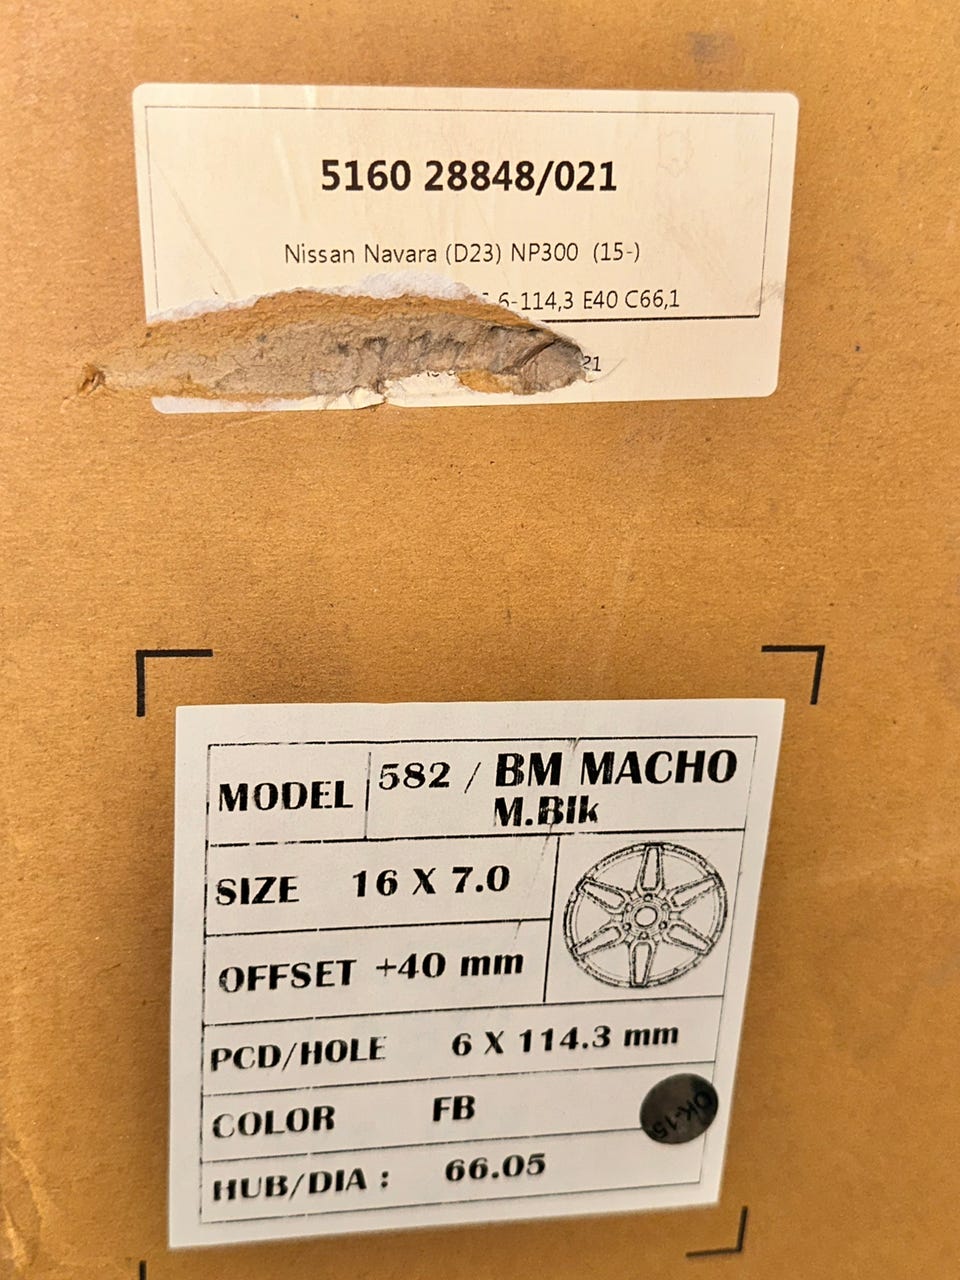 5160 28848/021
Nissan Navara (D23) NP300 (15-)
6-114,3 E40 C66,1
21
MODEL 582 / BM MACHO
M.Blk
SIZE 16 X 7.0
OFFSET +40 mm
PCD/HOLE 6 X 114.3 mm
COLOR FB
OK-15
HUB/DIA : 66.05